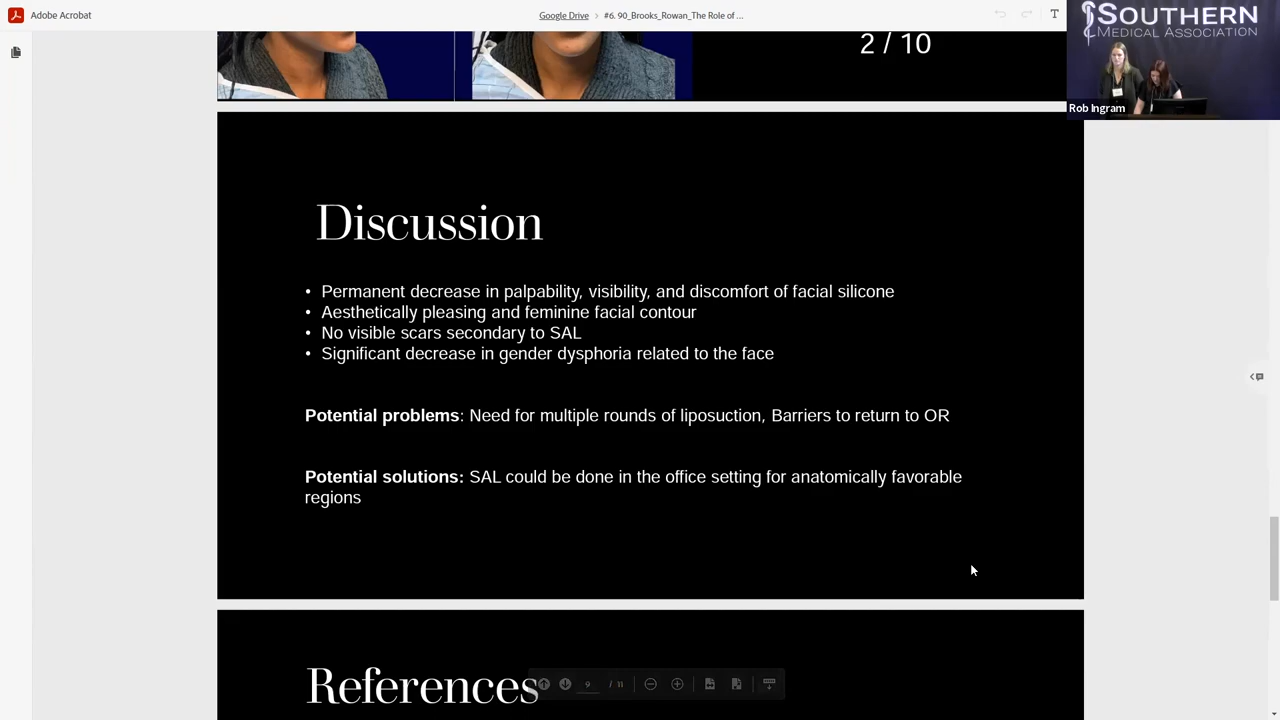 Adobe Acrobat
Google Drive > #6. 90_Brooks_Rowan_The Role of ...
T
SOUTHERN
MEDICAL ASSOCIATION
Rob Ingram
2 / 10
Discussion
• Permanent decrease in palpability, visibility, and discomfort of facial silicone
• Aesthetically pleasing and feminine facial contour
• No visible scars secondary to SAL
• Significant decrease in gender dysphoria related to the face
Potential problems: Need for multiple rounds of liposuction, Barriers to return to OR
Potential solutions: SAL could be done in the office setting for anatomically favorable
regions
References
9 / 11